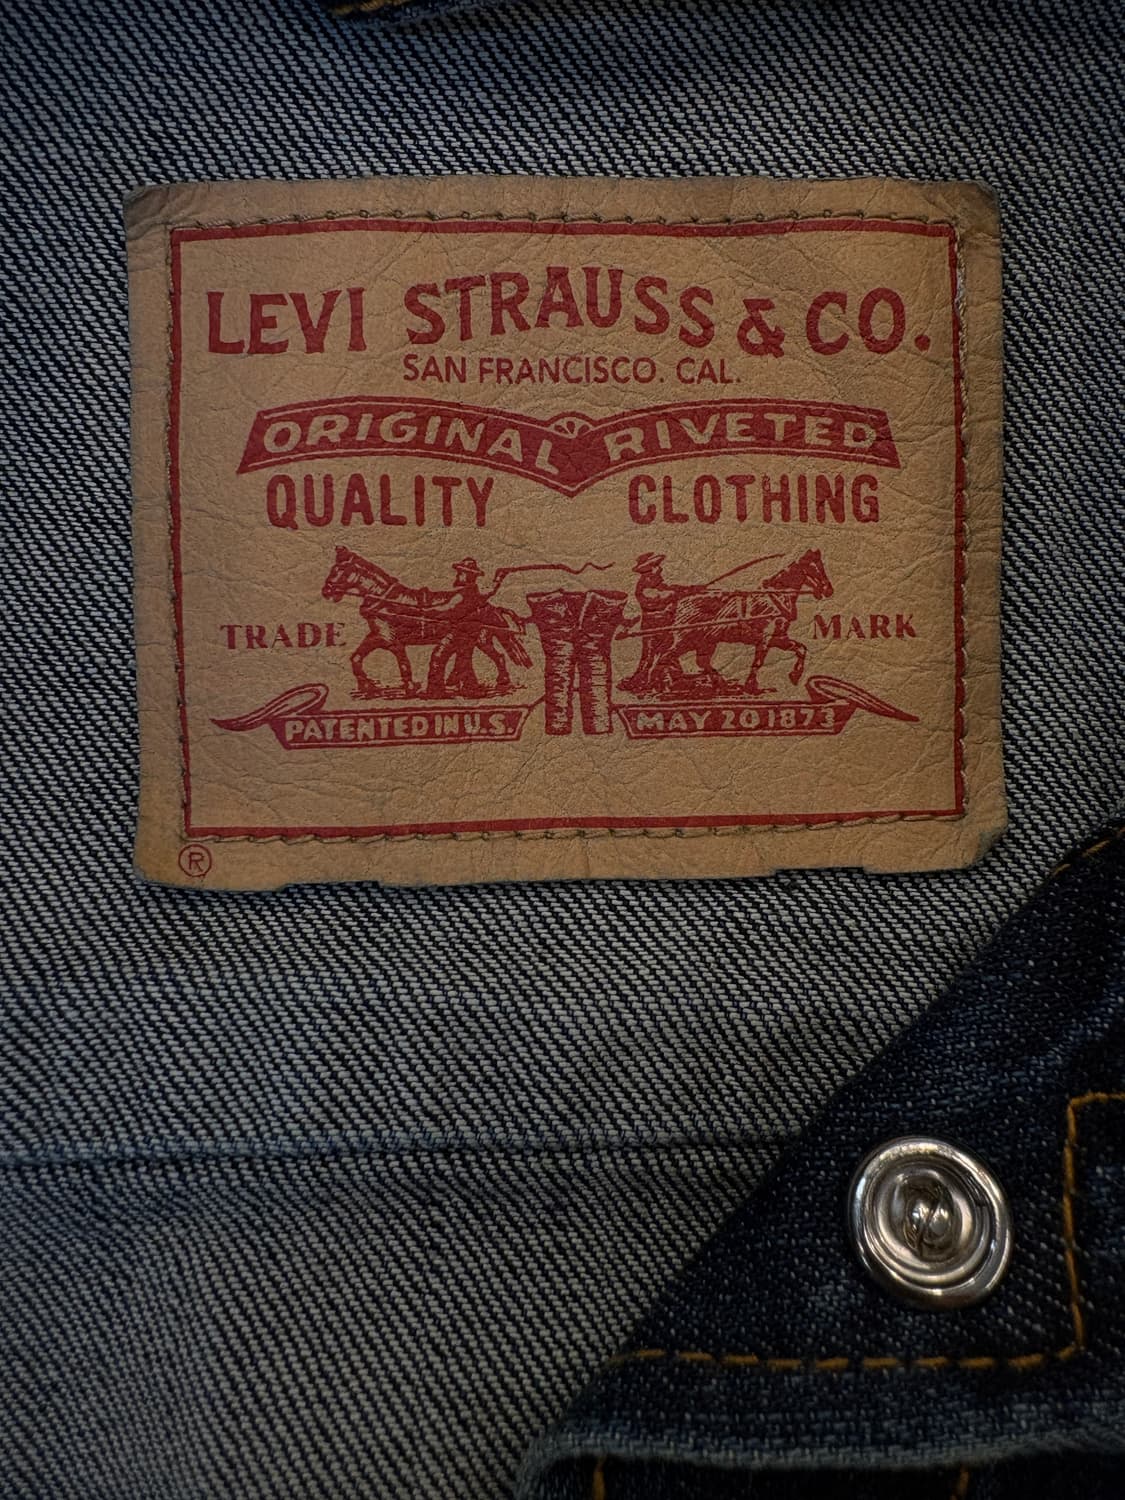 LEVI STRAUSS & CO.
SAN FRANCISCO. CAL.
ORIGINAL RIVETED
QUALITY CLOTHING
TRADE MARK
PATENTED IN U.S. MAY 20 1873
®